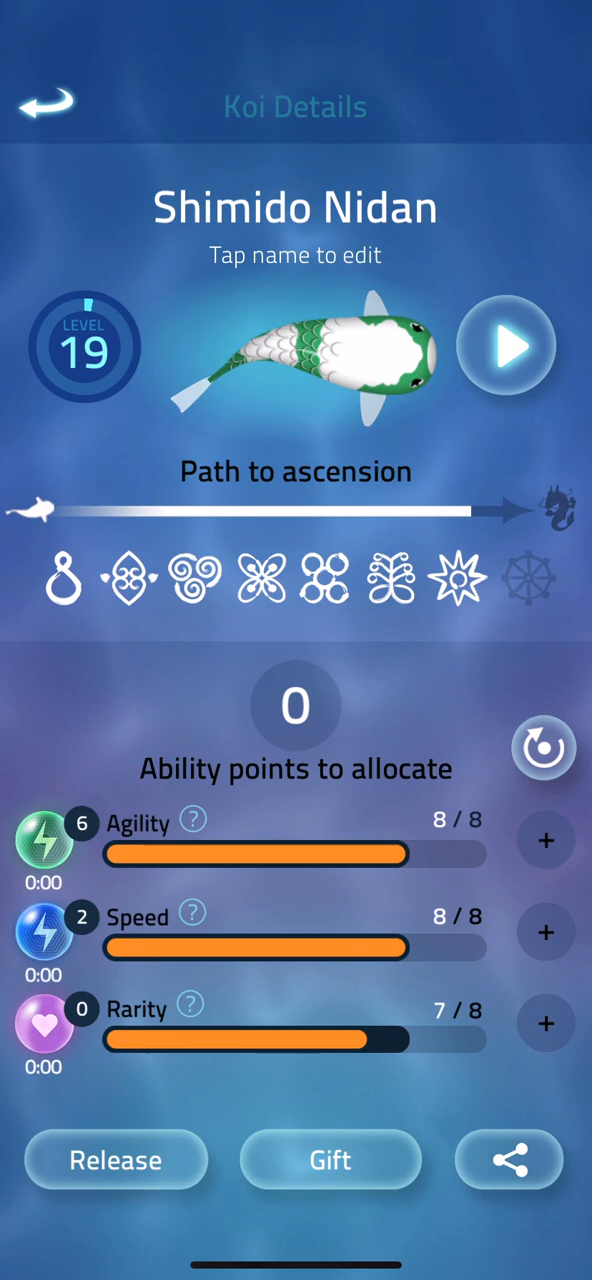 Koi Details
Shimido Nidan
Tap name to edit
LEVEL
19
Path to ascension
0
Ability points to allocate
6 Agility ? 8 / 8 +
0:00
2 Speed ? 8 / 8 +
0:00
0 Rarity ? 7 / 8 +
0:00
Release Gift